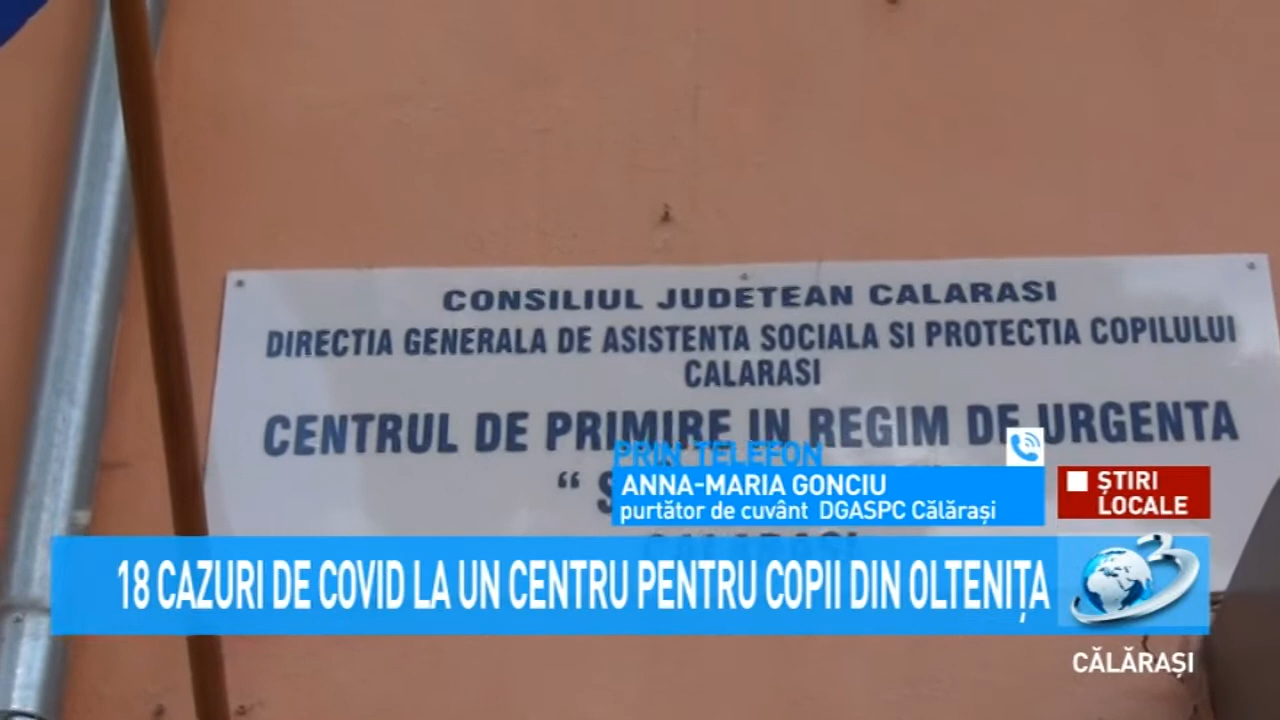 CONSILIUL JUDETEAN CALARASI
DIRECTIA GENERALA DE ASISTENTA SOCIALA SI PROTECTIA COPILULUI
CALARASI
CENTRUL DE PRIMIRE IN REGIM DE URGENTA
PRIN TELEFON
ANNA-MARIA GONCIU
purtător de cuvânt DGASPC Călărași
ȘTIRI
LOCALE
18 CAZURI DE COVID LA UN CENTRU PENTRU COPII DIN OLTENIȚA
3
CĂLĂRAȘI